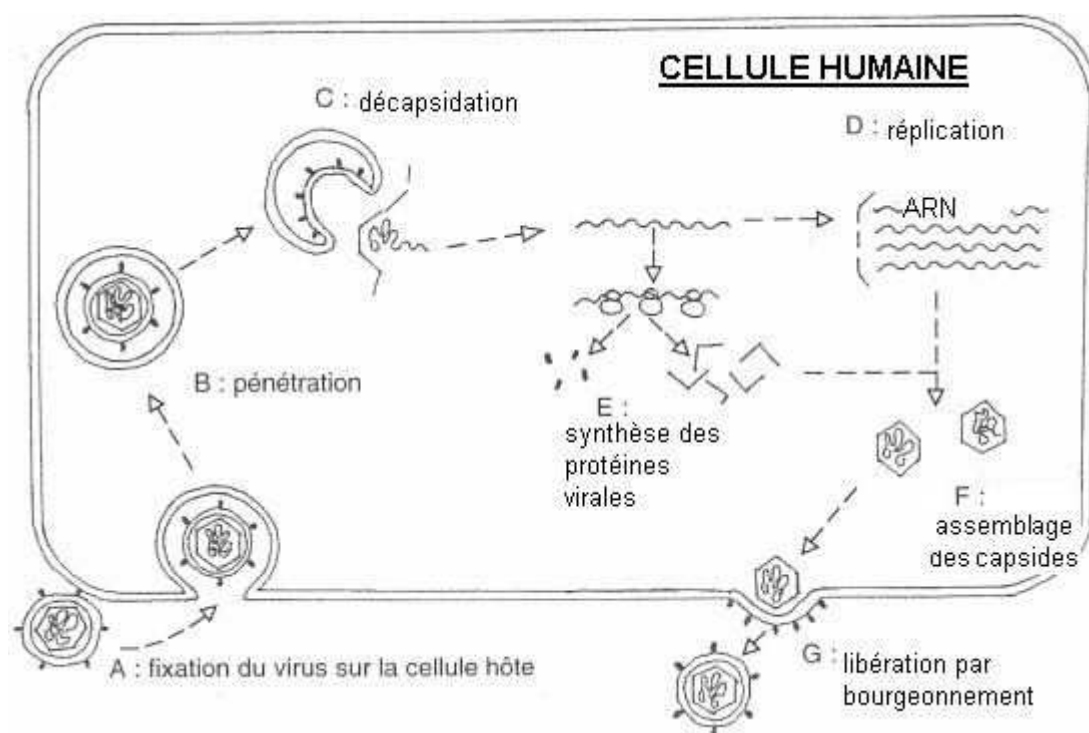 CELLULE HUMAINE
C : décapsidation
D : réplication
ARN
B : pénétration
E :
synthèse des
protéines
virales
F :
assemblage
des capsides
A : fixation du virus sur la cellule hôte
G : libération par
bourgeonnement